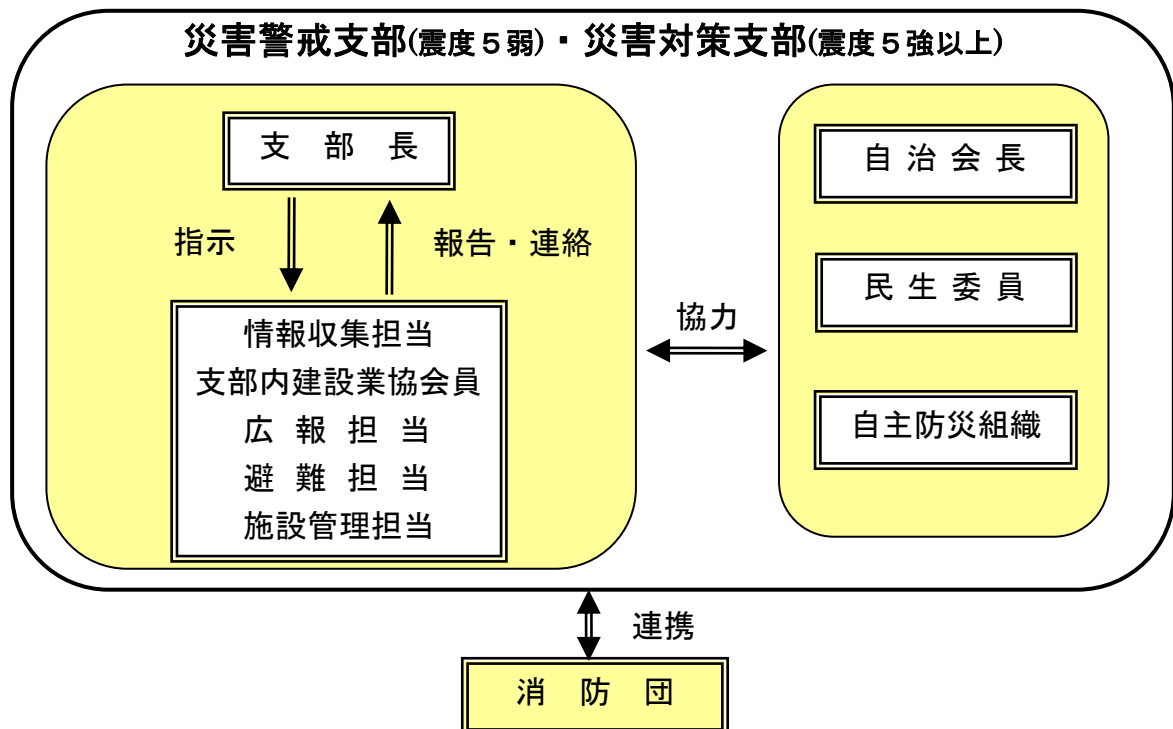 災害警戒支部(震度５弱)・災害対策支部(震度５強以上)
支部長
指示
報告・連絡
情報収集担当
支部内建設業協会員
広報担当
避難担当
施設管理担当
協力
自治会長
民生委員
自主防災組織
連携
消防団